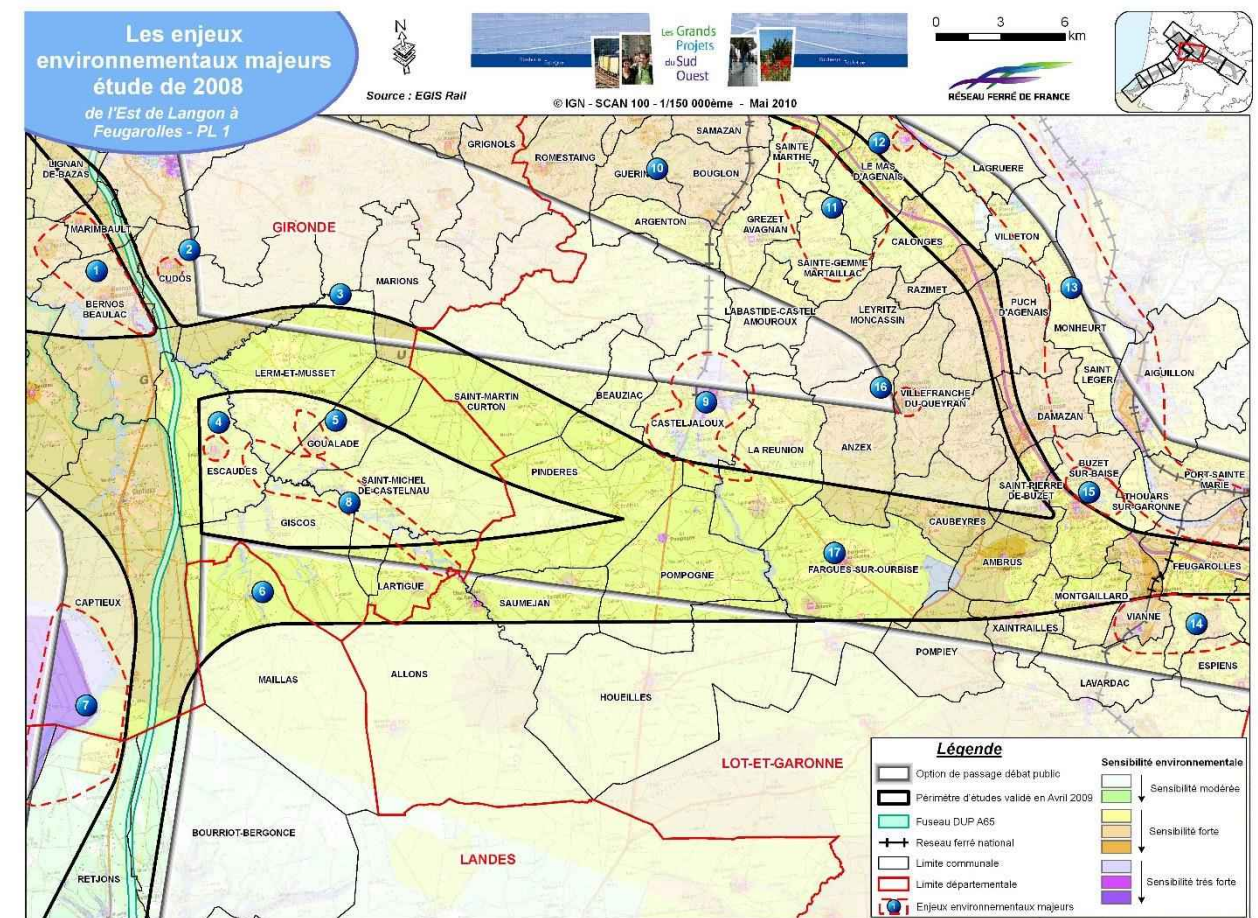 Les enjeux
environnementaux majeurs
étude de 2008
de l'Est de Langon à
Feugarolles - PL 1
N
Source : EGIS Rail
Les Grands
Projets
du Sud
Ouest
© IGN - SCAN 100 - 1/150 000ème - Mai 2010
0 3 6
km
RÉSEAU FERRÉ DE FRANCE
LIGNAN
DE-BAZAS
GRIGNOLS
ROMESTAING
SAMAZAN
GUERIN
10
BOUGLON
SAINTE
MARTHE
12
LE MAS
D'AGENAIS
LAGRUERE
MARIMBAULT
1
2
CUDOS
GIRONDE
ARGENTON
GREZET
AVAGNAN
11
CALONGES
VILLETON
BERNOS
BEAULAC
3
MARIONS
SAINTE-GEMME
MARTAILLAC
RAZIMET
13
LABASTIDE-CASTEL
AMOUROUX
LEYRITZ
MONCASSIN
PUCH
D'AGENAIS
MONHEURT
G
U
LERM-ET-MUSSET
SAINT-MARTIN
CURTON
BEAUZIAC
9
CASTELJALOUX
16
VILLEFRANCHE
DU-QUEYRAN
SAINT
LEGER
AIGUILLON
4
5
GOUALADE
DAMAZAN
ESCAUDES
LA REUNION
ANZEX
BUZET
SUR-BAISE
PINDERES
SAINT-MICHEL
DE-CASTELNAU
8
SAINT-PIERRE
DE-BUZET
15
PORT-SAINTE
MARIE
THOUARS
SUR-GARONNE
GISCOS
CAUBEYRES
CAPTIEUX
6
LARTIGUE
SAUMEJAN
POMPOGNE
17
FARGUES-SUR-OURBISE
AMBRUS
FEUGAROLLES
MONTGAILLARD
VIANNE
14
XAINTRAILLES
ESPIENS
MAILLAS
ALLONS
HOUEILLES
POMPIEY
LAVARDAC
7
LOT-ET-GARONNE
BOURRIOT-BERGONCE
LANDES
RETJONS
Légende
Option de passage débat public
Périmètre d'études validé en Avril 2009
Fuseau DUP A65
Reseau ferré national
Limite communale
Limite départementale
Enjeux environnementaux majeurs
Sensibilité environnementale
Sensibilité modérée
Sensibilité forte
Sensibilité très forte